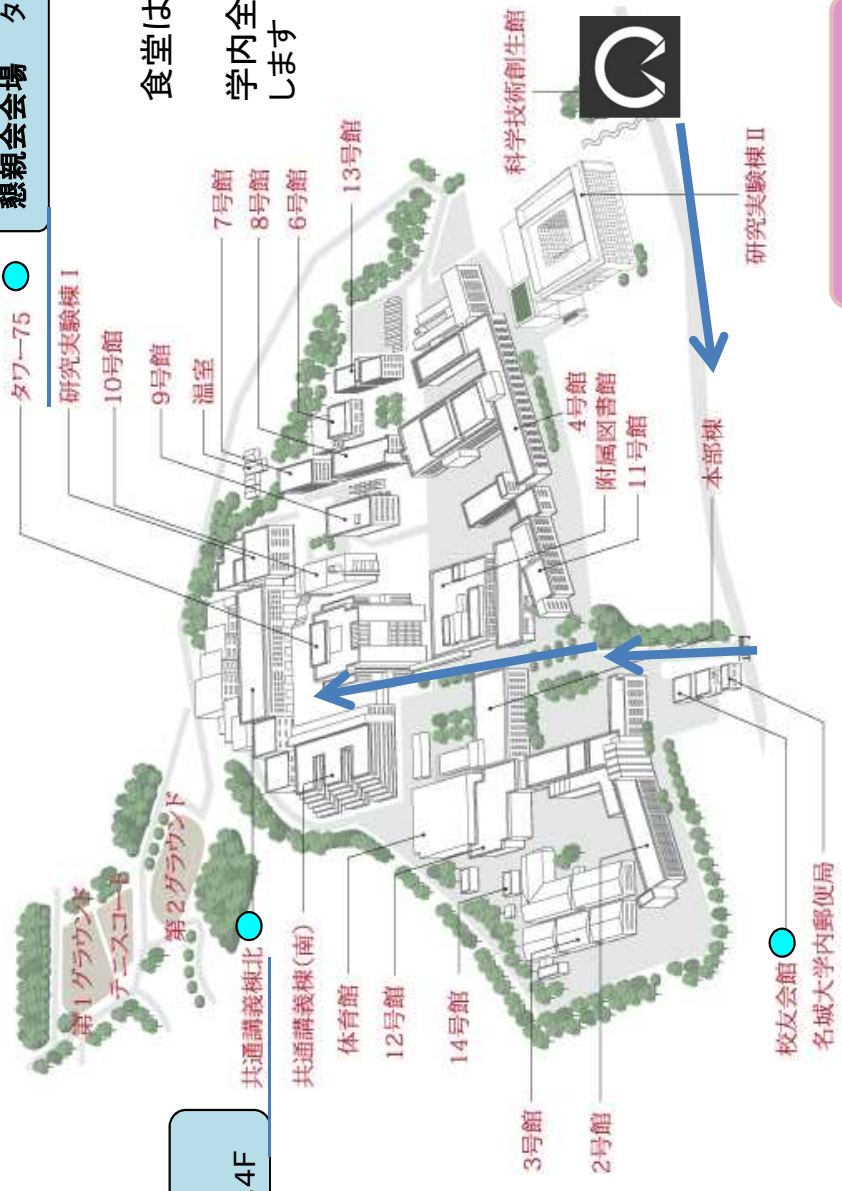 懇親会会場 タ
食堂は
学内全
します
4F
タワー75
研究実験棟Ⅰ
10号館
9号館
温室
7号館
8号館
6号館
13号館
科学技術創生館
研究実験棟Ⅱ
4号館
附属図書館
11号館
本部棟
第1グラウンド
テニスコート
第2グラウンド
共通講義棟北
共通講義棟(南)
体育館
12号館
14号館
3号館
2号館
校友会館
名城大学内郵便局